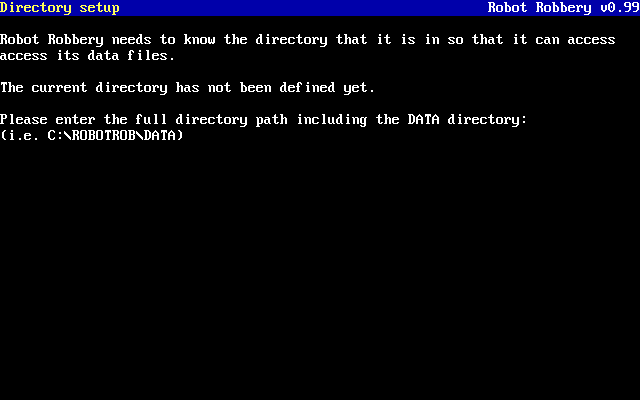 Directory setup Robot Robbery v0.99
Robot Robbery needs to know the directory that it is in so that it can access
access its data files.
The current directory has not been defined yet.
Please enter the full directory path including the DATA directory:
(i.e. C:\ROBOTROB\DATA)